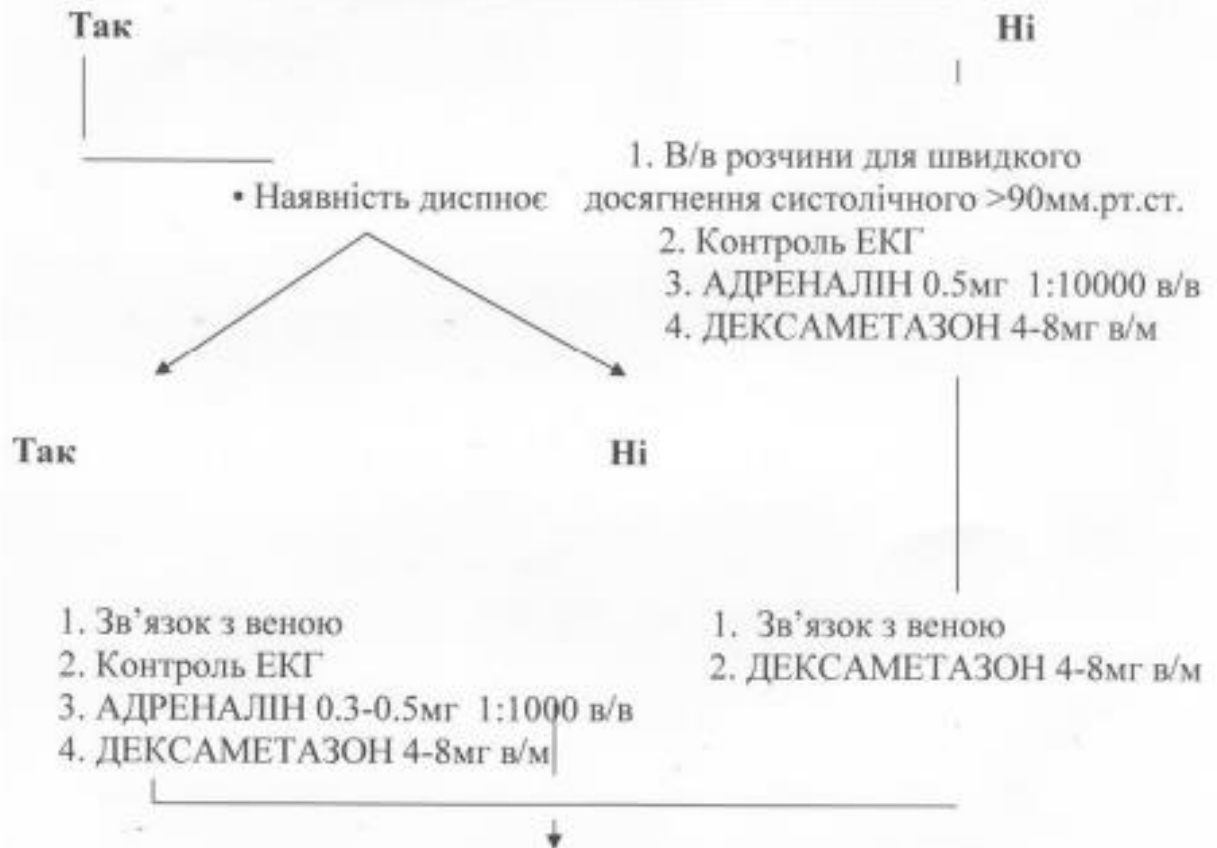 Так
Ні
1. В/в розчини для швидкого
• Наявність диспноє досягнення систолічного >90мм.рт.ст.
2. Контроль ЕКГ
3. АДРЕНАЛІН 0.5мг 1:10000 в/в
4. ДЕКСАМЕТАЗОН 4-8мг в/м
Так
Ні
1. Зв'язок з веною
2. Контроль ЕКГ
3. АДРЕНАЛІН 0.3-0.5мг 1:1000 в/в
4. ДЕКСАМЕТАЗОН 4-8мг в/м
1. Зв'язок з веною
2. ДЕКСАМЕТАЗОН 4-8мг в/м